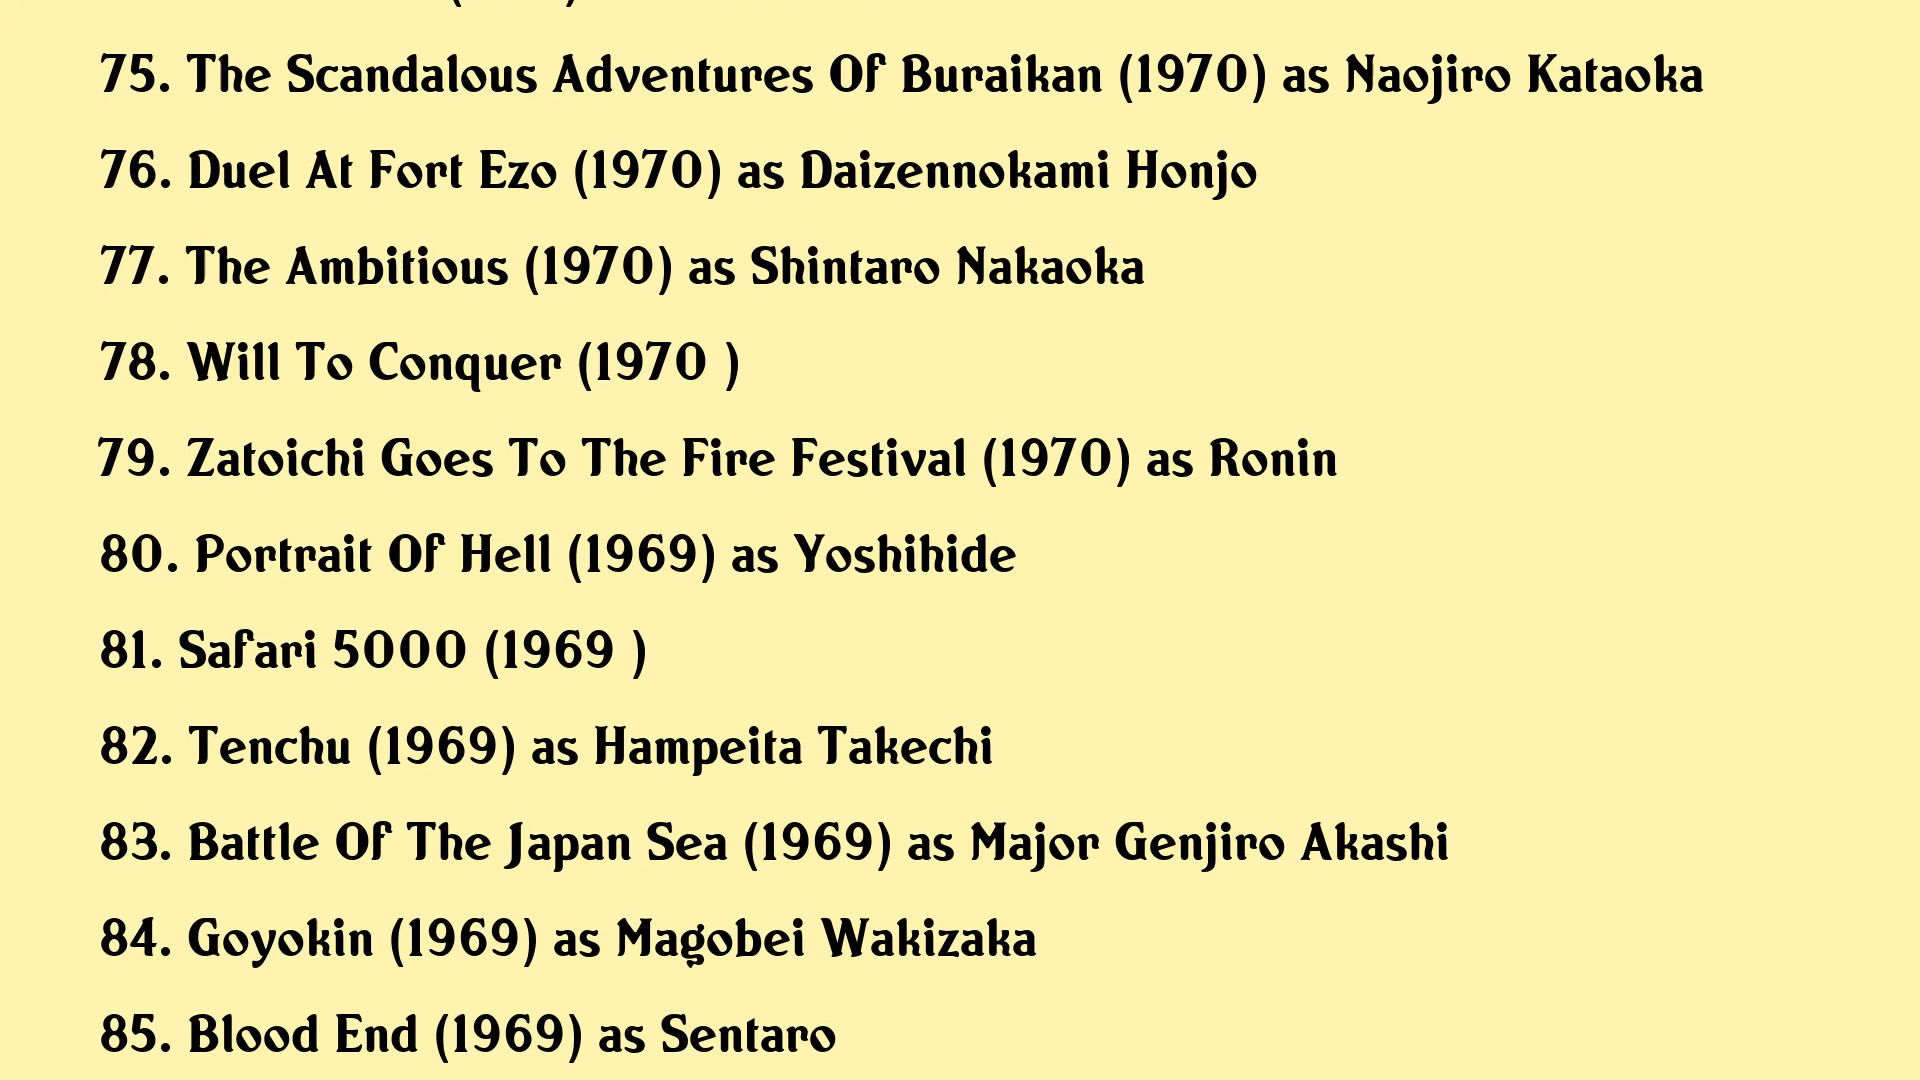 75. The Scandalous Adventures Of Buraikan (1970) as Naojiro Kataoka
76. Duel At Fort Ezo (1970) as Daizennokami Honjo
77. The Ambitious (1970) as Shintaro Nakaoka
78. Will To Conquer (1970 )
79. Zatoichi Goes To The Fire Festival (1970) as Ronin
80. Portrait Of Hell (1969) as Yoshihide
81. Safari 5000 (1969 )
82. Tenchu (1969) as Hampeita Takechi
83. Battle Of The Japan Sea (1969) as Major Genjiro Akashi
84. Goyokin (1969) as Magobei Wakizaka
85. Blood End (1969) as Sentaro